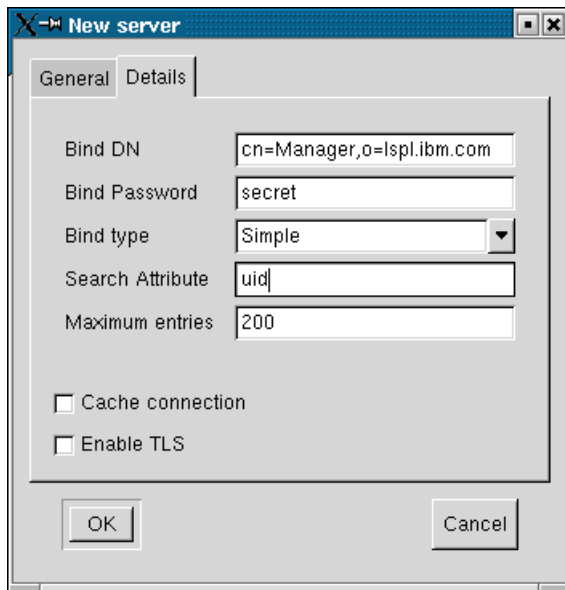 New server
General Details
Bind DN cn=Manager,o=lspl.ibm.com
Bind Password secret
Bind type Simple
Search Attribute uid
Maximum entries 200
Cache connection
Enable TLS
OK Cancel